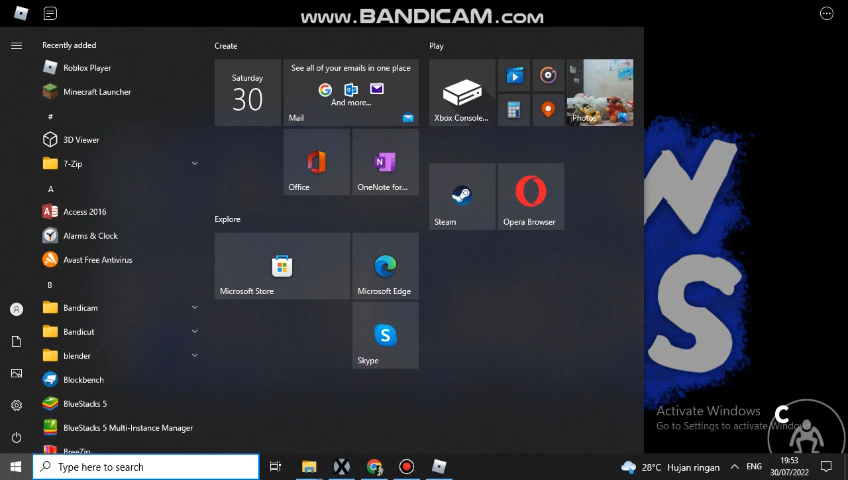 www.BANDICAM.com
Recently added
Roblox Player
Minecraft Launcher
#
3D Viewer
7-Zip
A
Access 2016
Alarms & Clock
Avast Free Antivirus
B
Bandicam
Bandicut
blender
Blockbench
BlueStacks 5
BlueStacks 5 Multi-Instance Manager
BreeZip
Create
Saturday
30
See all of your emails in one place
And more...
Mail
Office
OneNote for...
Explore
Microsoft Store
Microsoft Edge
Skype
Play
Xbox Console...
Photos
Steam
Opera Browser
W
S
Activate Windows
Go to Settings to activate Windows.
C
Type here to search
28°C Hujan ringan
ENG
19:53
30/07/2022